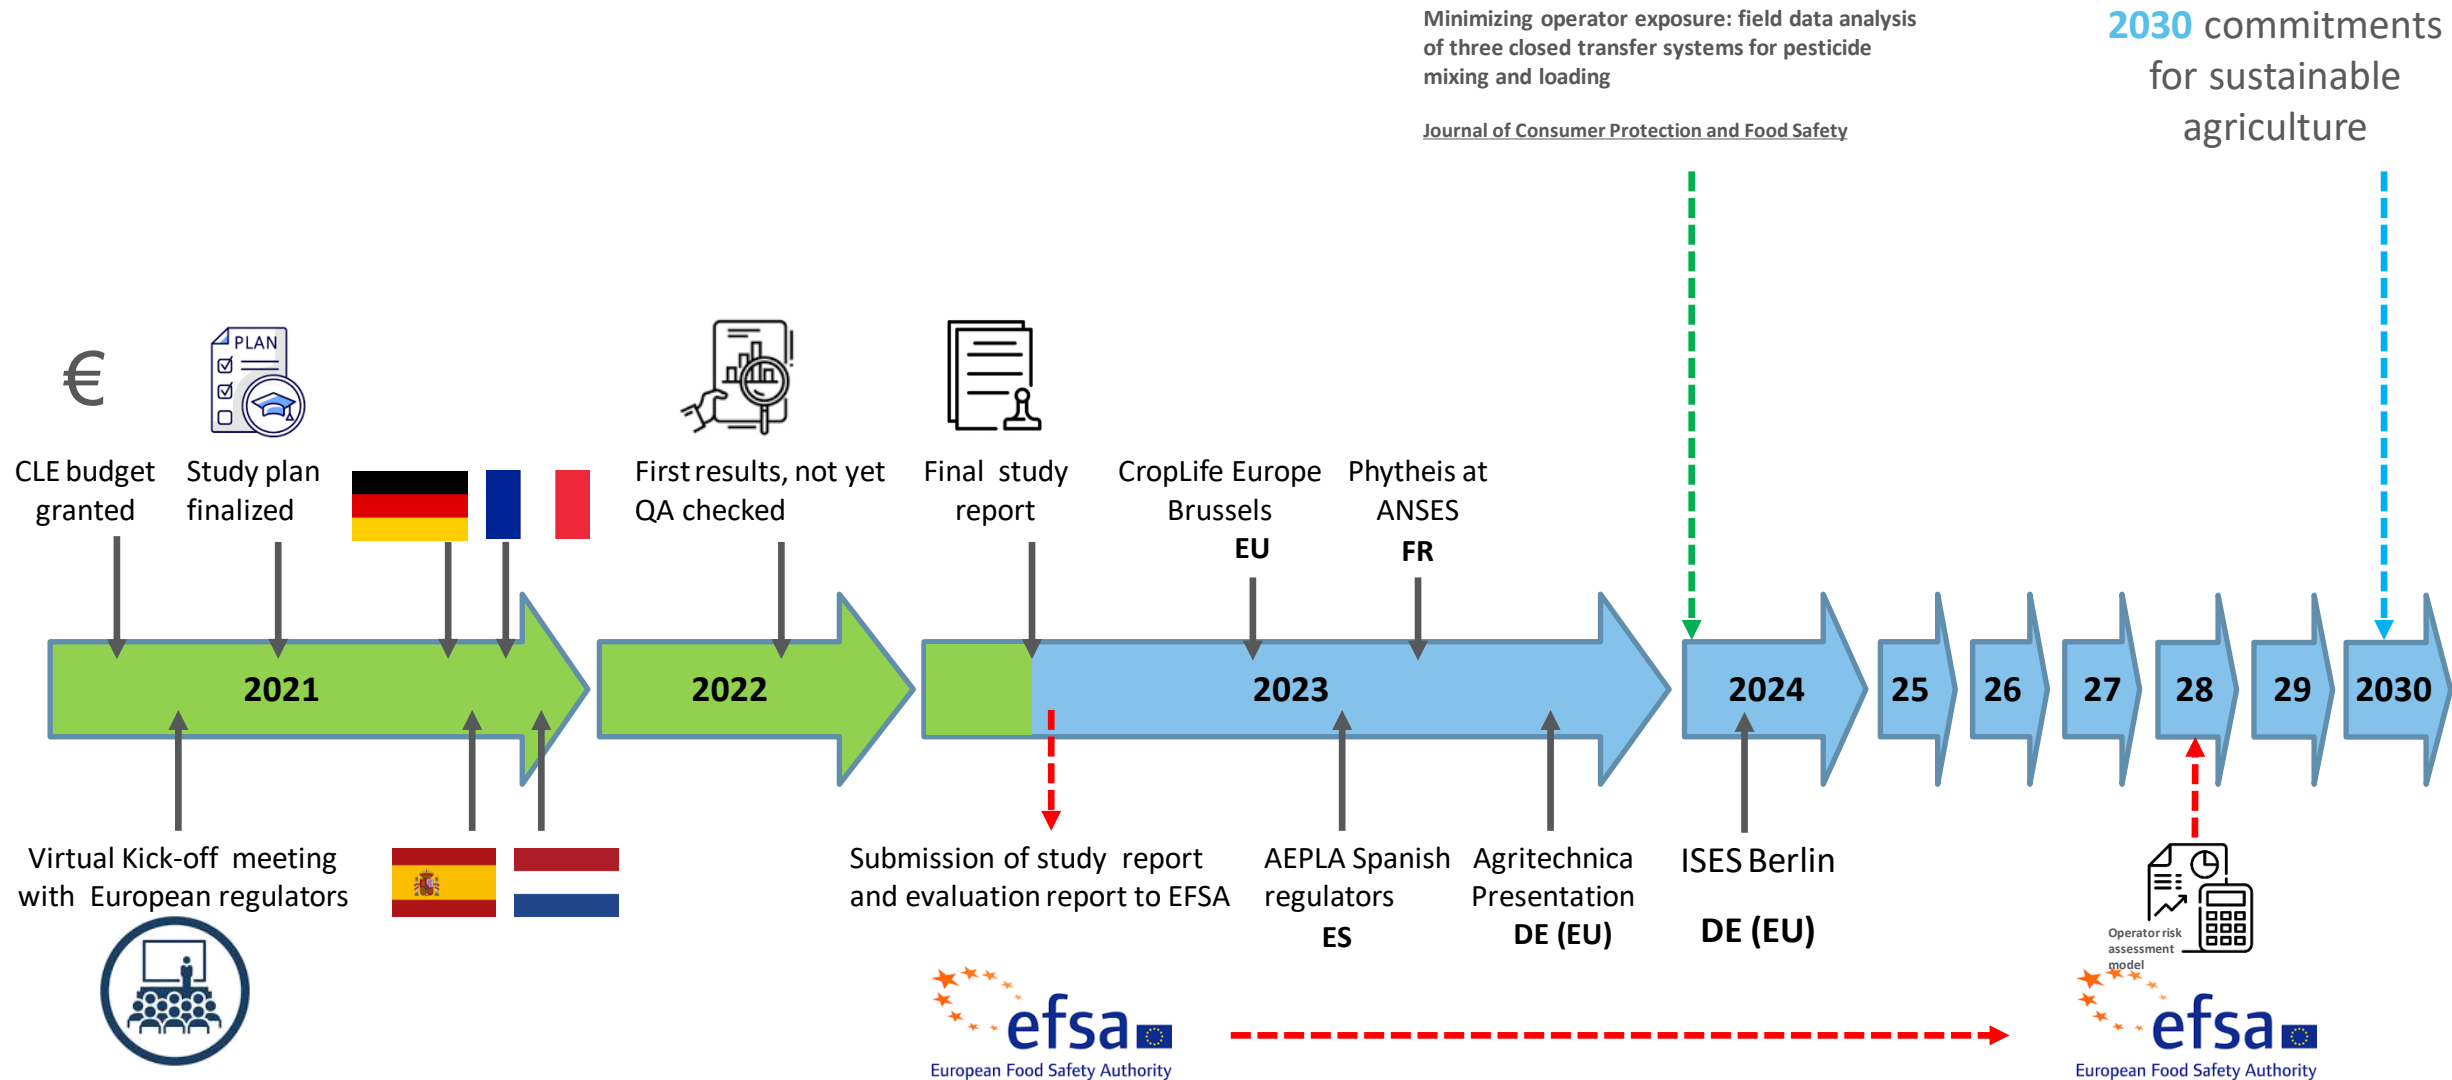 Minimizing operator exposure: field data analysis
of three closed transfer systems for pesticide
mixing and loading
Journal of Consumer Protection and Food Safety
2030 commitments
for sustainable
agriculture
€
PLAN
CLE budget
granted
Study plan
finalized
First results, not yet
QA checked
Final study
report
CropLife Europe
Brussels
EU
Phytheis at
ANSES
FR
2021
2022
2023
2024
25
26
27
28
29
2030
Virtual Kick-off meeting
with European regulators
Submission of study report
and evaluation report to EFSA
AEPLA Spanish
regulators
ES
Agritechnica
Presentation
DE (EU)
ISES Berlin
DE (EU)
Operator risk
assessment
model
efsa
European Food Safety Authority
efsa
European Food Safety Authority